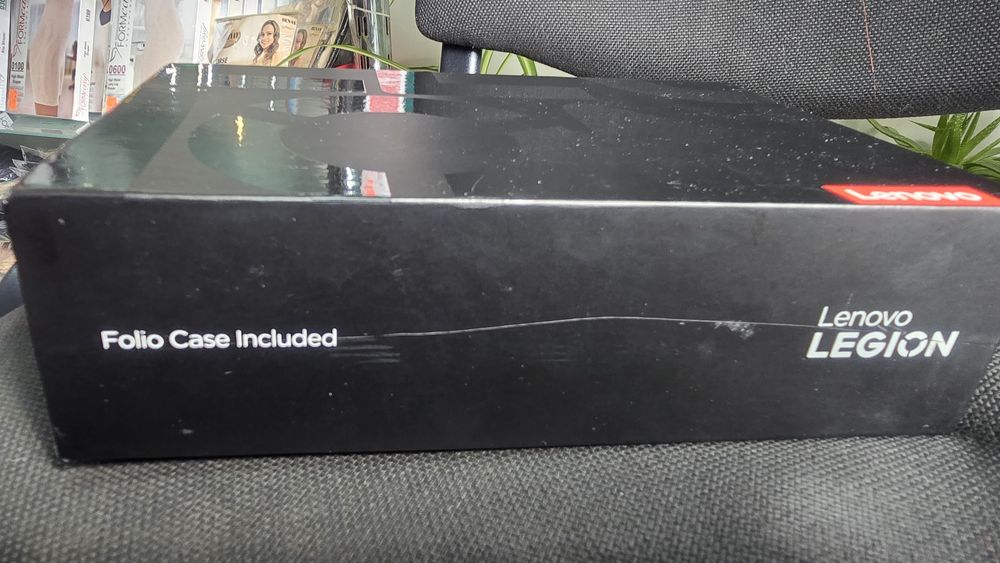 Lenovo
Folio Case Included
Lenovo
LEGION